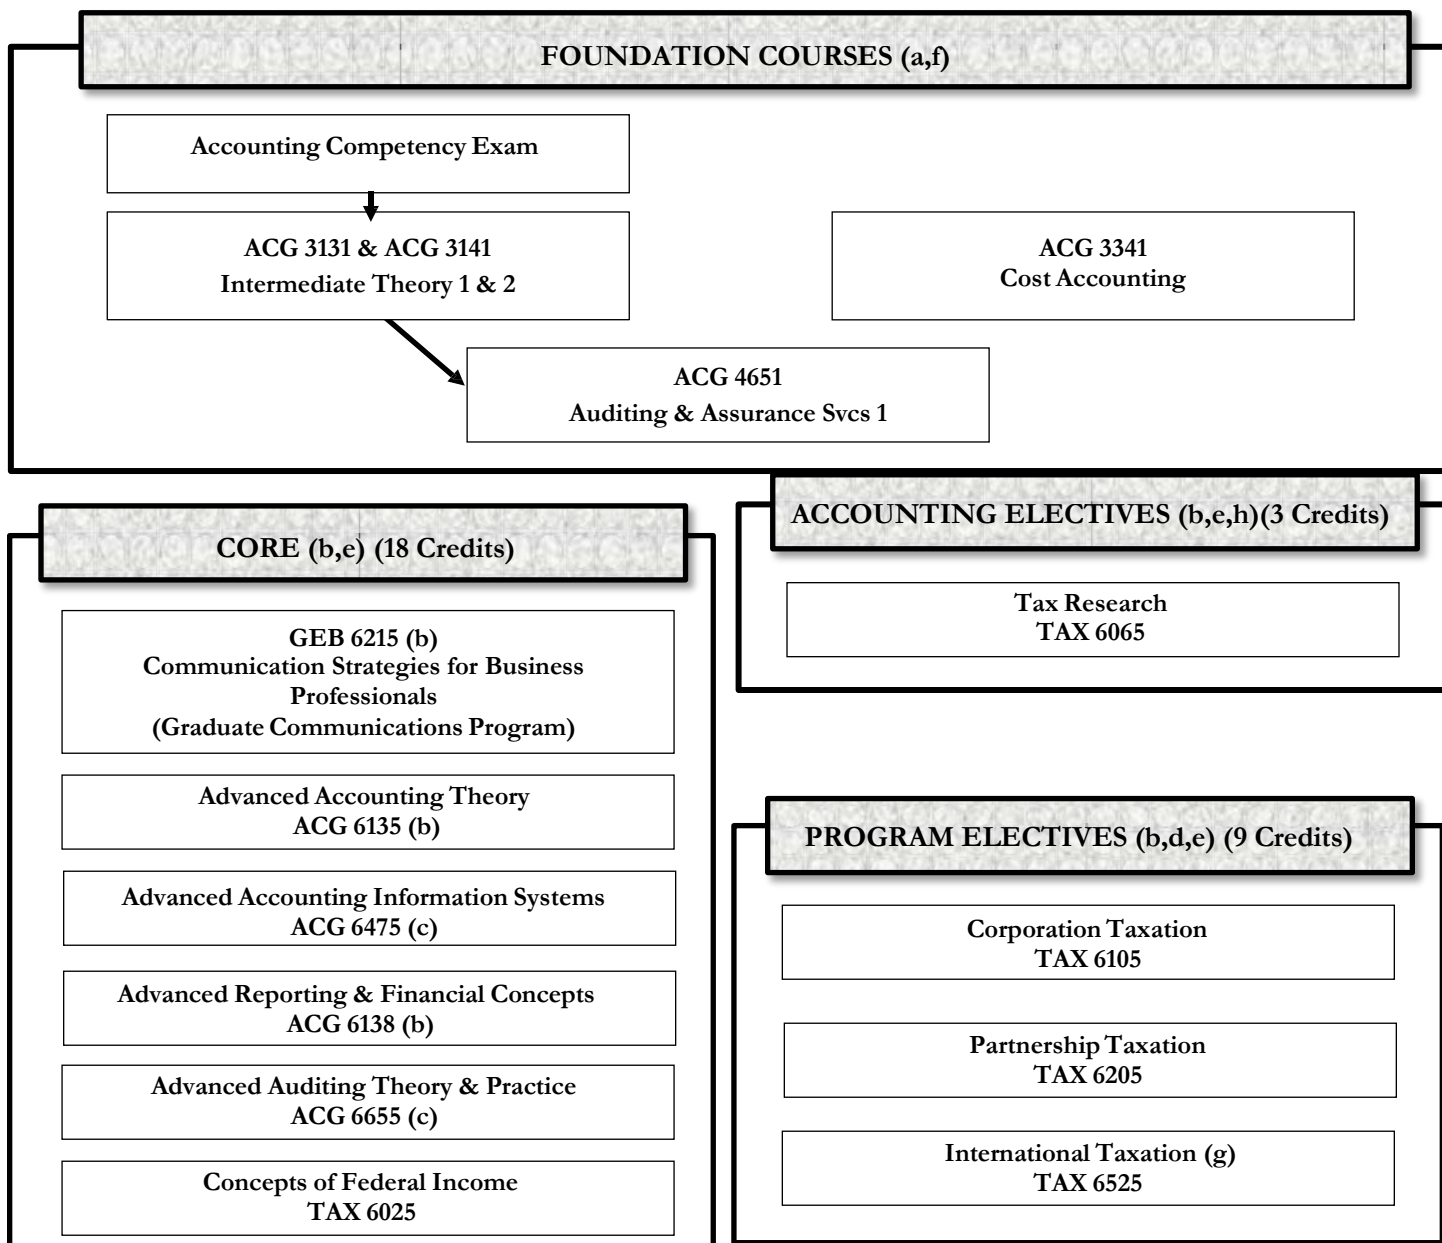 FOUNDATION COURSES (a,f)
Accounting Competency Exam
ACG 3131 & ACG 3141
Intermediate Theory 1 & 2
ACG 3341
Cost Accounting
ACG 4651
Auditing & Assurance Svcs 1
CORE (b,e) (18 Credits)
GEB 6215 (b)
Communication Strategies for Business
Professionals
(Graduate Communications Program)
Advanced Accounting Theory
ACG 6135 (b)
Advanced Accounting Information Systems
ACG 6475 (c)
Advanced Reporting & Financial Concepts
ACG 6138 (b)
Advanced Auditing Theory & Practice
ACG 6655 (c)
Concepts of Federal Income
TAX 6025
ACCOUNTING ELECTIVES (b,e,h)(3 Credits)
Tax Research
TAX 6065
PROGRAM ELECTIVES (b,d,e) (9 Credits)
Corporation Taxation
TAX 6105
Partnership Taxation
TAX 6205
International Taxation (g)
TAX 6525